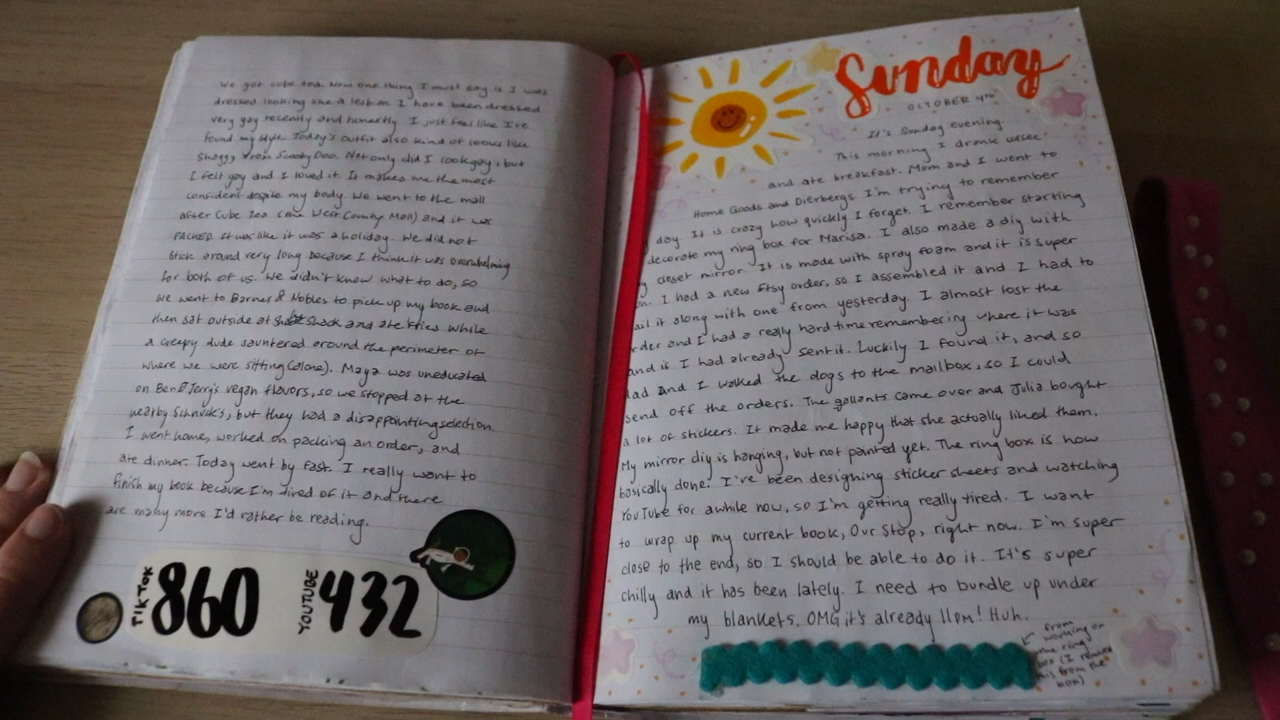 We got cube tea. Now one thing I must say is I was
dressed looking like a lesbian. I have been dressed
very gay recently and honestly I just feel like I've
found my style. Today's outfit also kind of looks like
Shaggy from Scooby Doo. Not only did I look gay, but
I felt gay and I loved it. It makes me the most
confident despite my body. We went to the mall
after Cube Tea (the West County Mall) and it was
PACKED. It was like it was a holiday. We did not
stick around very long because I think it was overwhelming
for both of us. We didn't know what to do, so
we went to Barnes & Nobles to pick up my book and
then sat outside at Shake Shack and ate fries while
a creepy dude sauntered around the perimeter of
where we were sitting (alone). Maya was uneducated
on Ben & Jerry's vegan flavors, so we stopped at the
nearby Schnuck's, but they had a disappointing selection.
I went home, worked on packing an order, and
ate dinner. Today went by fast. I really want to
finish my book because I'm tired of it and there
are many more I'd rather be reading.
TIKTOK 860 YOUTUBE 432
Sunday
OCTOBER 4TH
It's Sunday evening.
This morning I drank
and ate breakfast. Mom and I went to
Home Goods and Dierbergs. I'm trying to remember
day. It is crazy how quickly I forget. I remember starting
decorate my ring box for Marisa. I also made a diy with
closet mirror. It is made with spray foam and it is super
I had a new Etsy order, so I assembled it and I had to
it along with one from yesterday. I almost lost the
and I had a really hard time remembering where it was
and if I had already sent it. Luckily I found it, and so
and I walked the dogs to the mailbox, so I could
send off the orders. The gallants came over and Julia bought
a lot of stickers. It made me happy that she actually liked them.
My mirror diy is hanging, but not painted yet. The ring box is now
basically done. I've been designing sticker sheets and watching
YouTube for awhile now, so I'm getting really tired. I want
to wrap up my current book, Our Stop, right now. I'm super
close to the end, so I should be able to do it. It's super
chilly and it has been lately. I need to bundle up under
my blankets. OMG it's already 11pm! Huh.
from
working on
the ring
box (I removed
this from the
box)